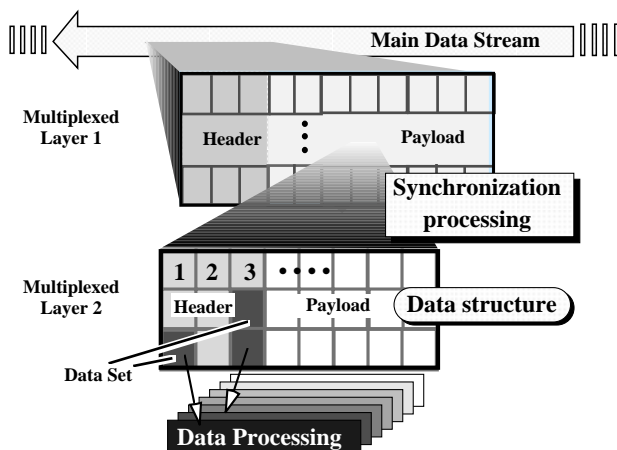 Main Data Stream
Multiplexed
Layer 1
Header
Payload
Synchronization
processing
1 2 3
Multiplexed
Layer 2
Header
Payload
Data structure
Data Set
Data Processing